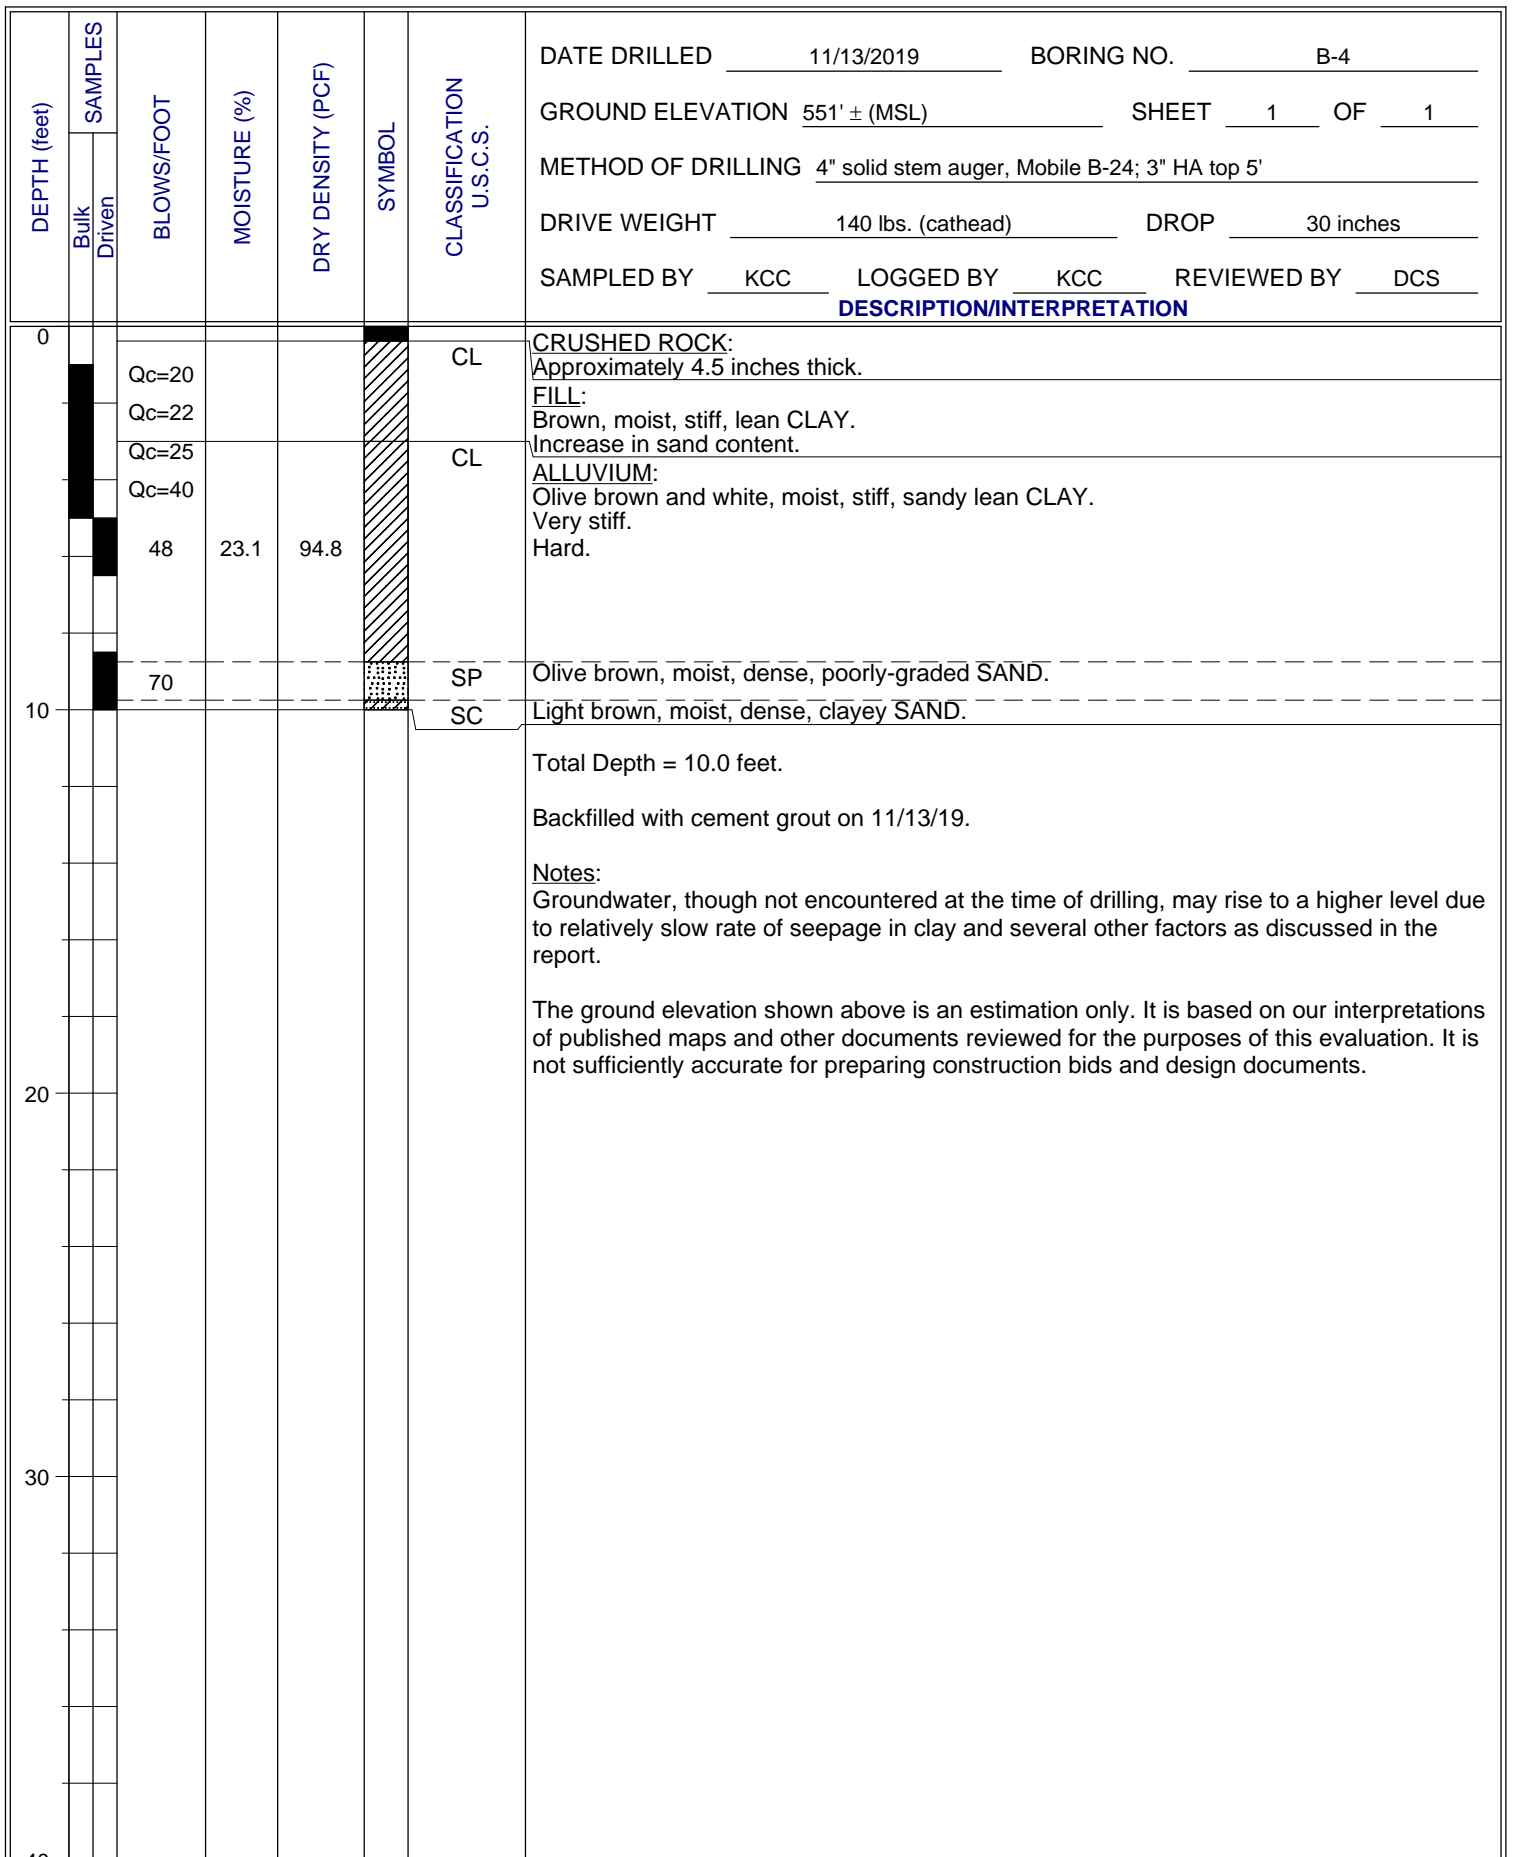 DEPTH (feet)
SAMPLES
Bulk
Driven
BLOWS/FOOT
MOISTURE (%)
DRY DENSITY (PCF)
SYMBOL
CLASSIFICATION
U.S.C.S.
DATE DRILLED 11/13/2019 BORING NO. B-4
GROUND ELEVATION 551' ± (MSL) SHEET 1 OF 1
METHOD OF DRILLING 4" solid stem auger, Mobile B-24; 3" HA top 5'
DRIVE WEIGHT 140 lbs. (cathead) DROP 30 inches
SAMPLED BY KCC LOGGED BY KCC REVIEWED BY DCS
DESCRIPTION/INTERPRETATION
0
CL CRUSHED ROCK:
Qc=20 Approximately 4.5 inches thick.
FILL:
Qc=22 Brown, moist, stiff, lean CLAY.
Qc=25 Increase in sand content.
CL ALLUVIUM:
Qc=40 Olive brown and white, moist, stiff, sandy lean CLAY.
Very stiff.
48 23.1 94.8 Hard.
70 SP Olive brown, moist, dense, poorly-graded SAND.
10 SC Light brown, moist, dense, clayey SAND.
Total Depth = 10.0 feet.
Backfilled with cement grout on 11/13/19.
Notes:
Groundwater, though not encountered at the time of drilling, may rise to a higher level due
to relatively slow rate of seepage in clay and several other factors as discussed in the
report.
The ground elevation shown above is an estimation only. It is based on our interpretations
of published maps and other documents reviewed for the purposes of this evaluation. It is
not sufficiently accurate for preparing construction bids and design documents.
20
30